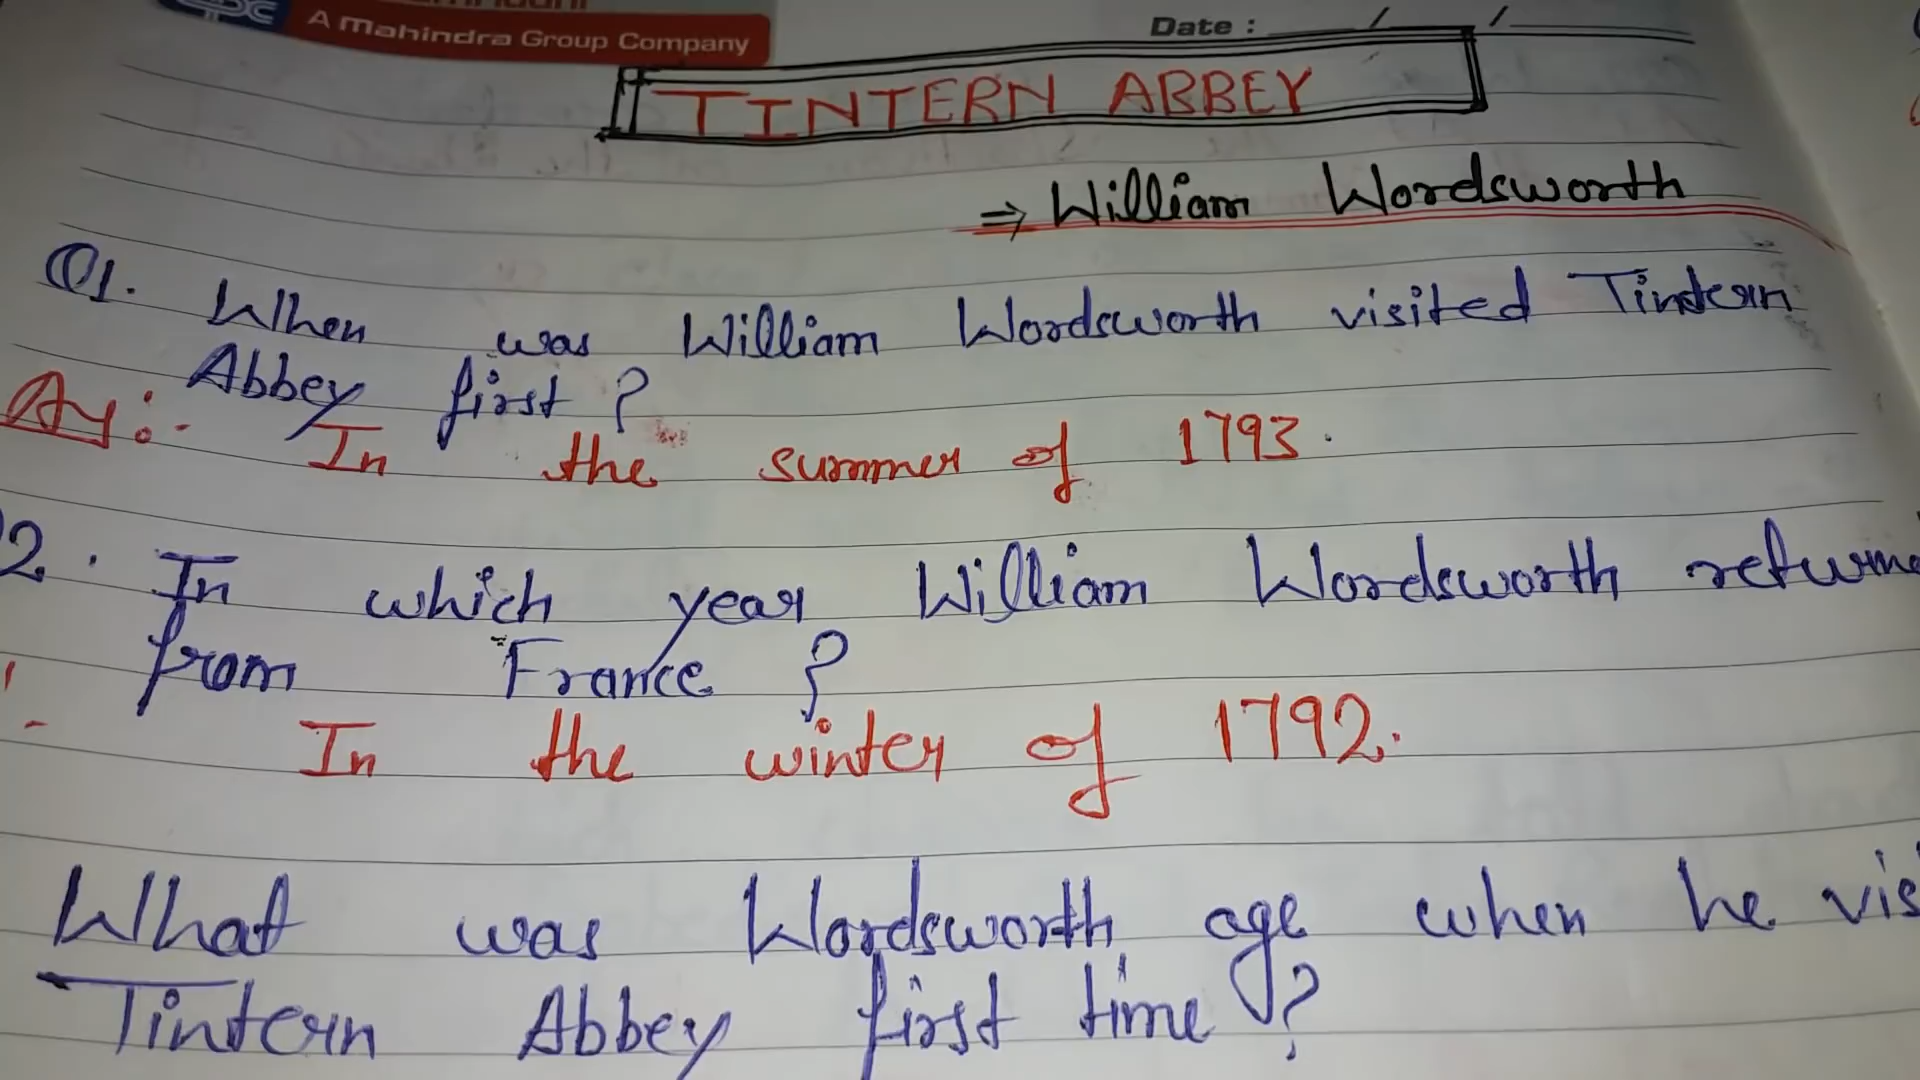 A Mahindra Group Company
Date : / /
TINTERN ABBEY
⇒ William Wordsworth
Q1. When was William Wordsworth visited Tintern
Abbey first ?
Ans:- In the summer of 1793.
2. In which year William Wordsworth returne
from France ?
- In the winter of 1792.
What was Wordsworth age when he vis
Tintern Abbey first time ?